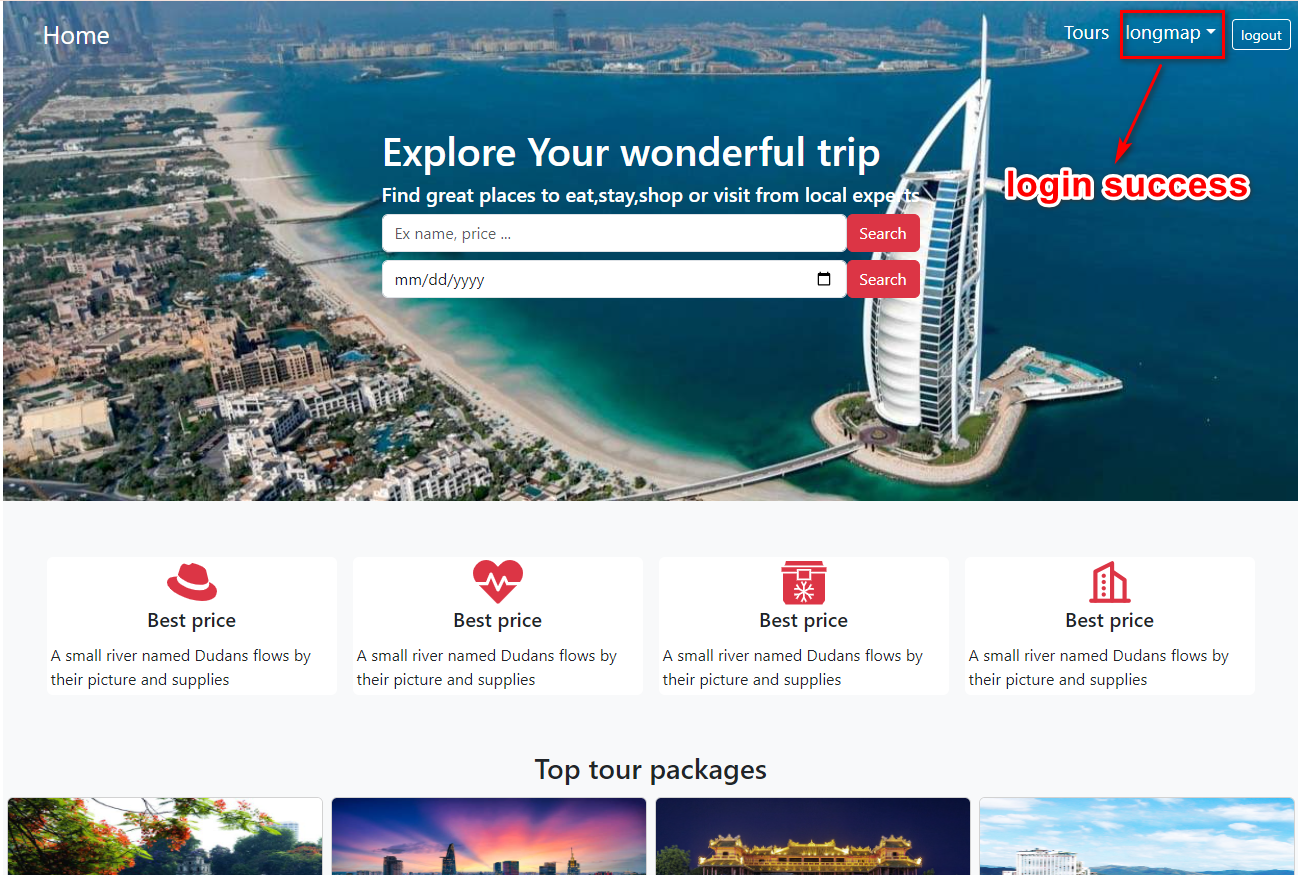 Home
Tours
longmap
logout
login success
Explore Your wonderful trip
Find great places to eat,stay,shop or visit from local experts
Ex name, price ...
Search
mm/dd/yyyy
Search
Best price
A small river named Dudans flows by
their picture and supplies
Best price
A small river named Dudans flows by
their picture and supplies
Best price
A small river named Dudans flows by
their picture and supplies
Best price
A small river named Dudans flows by
their picture and supplies
Top tour packages